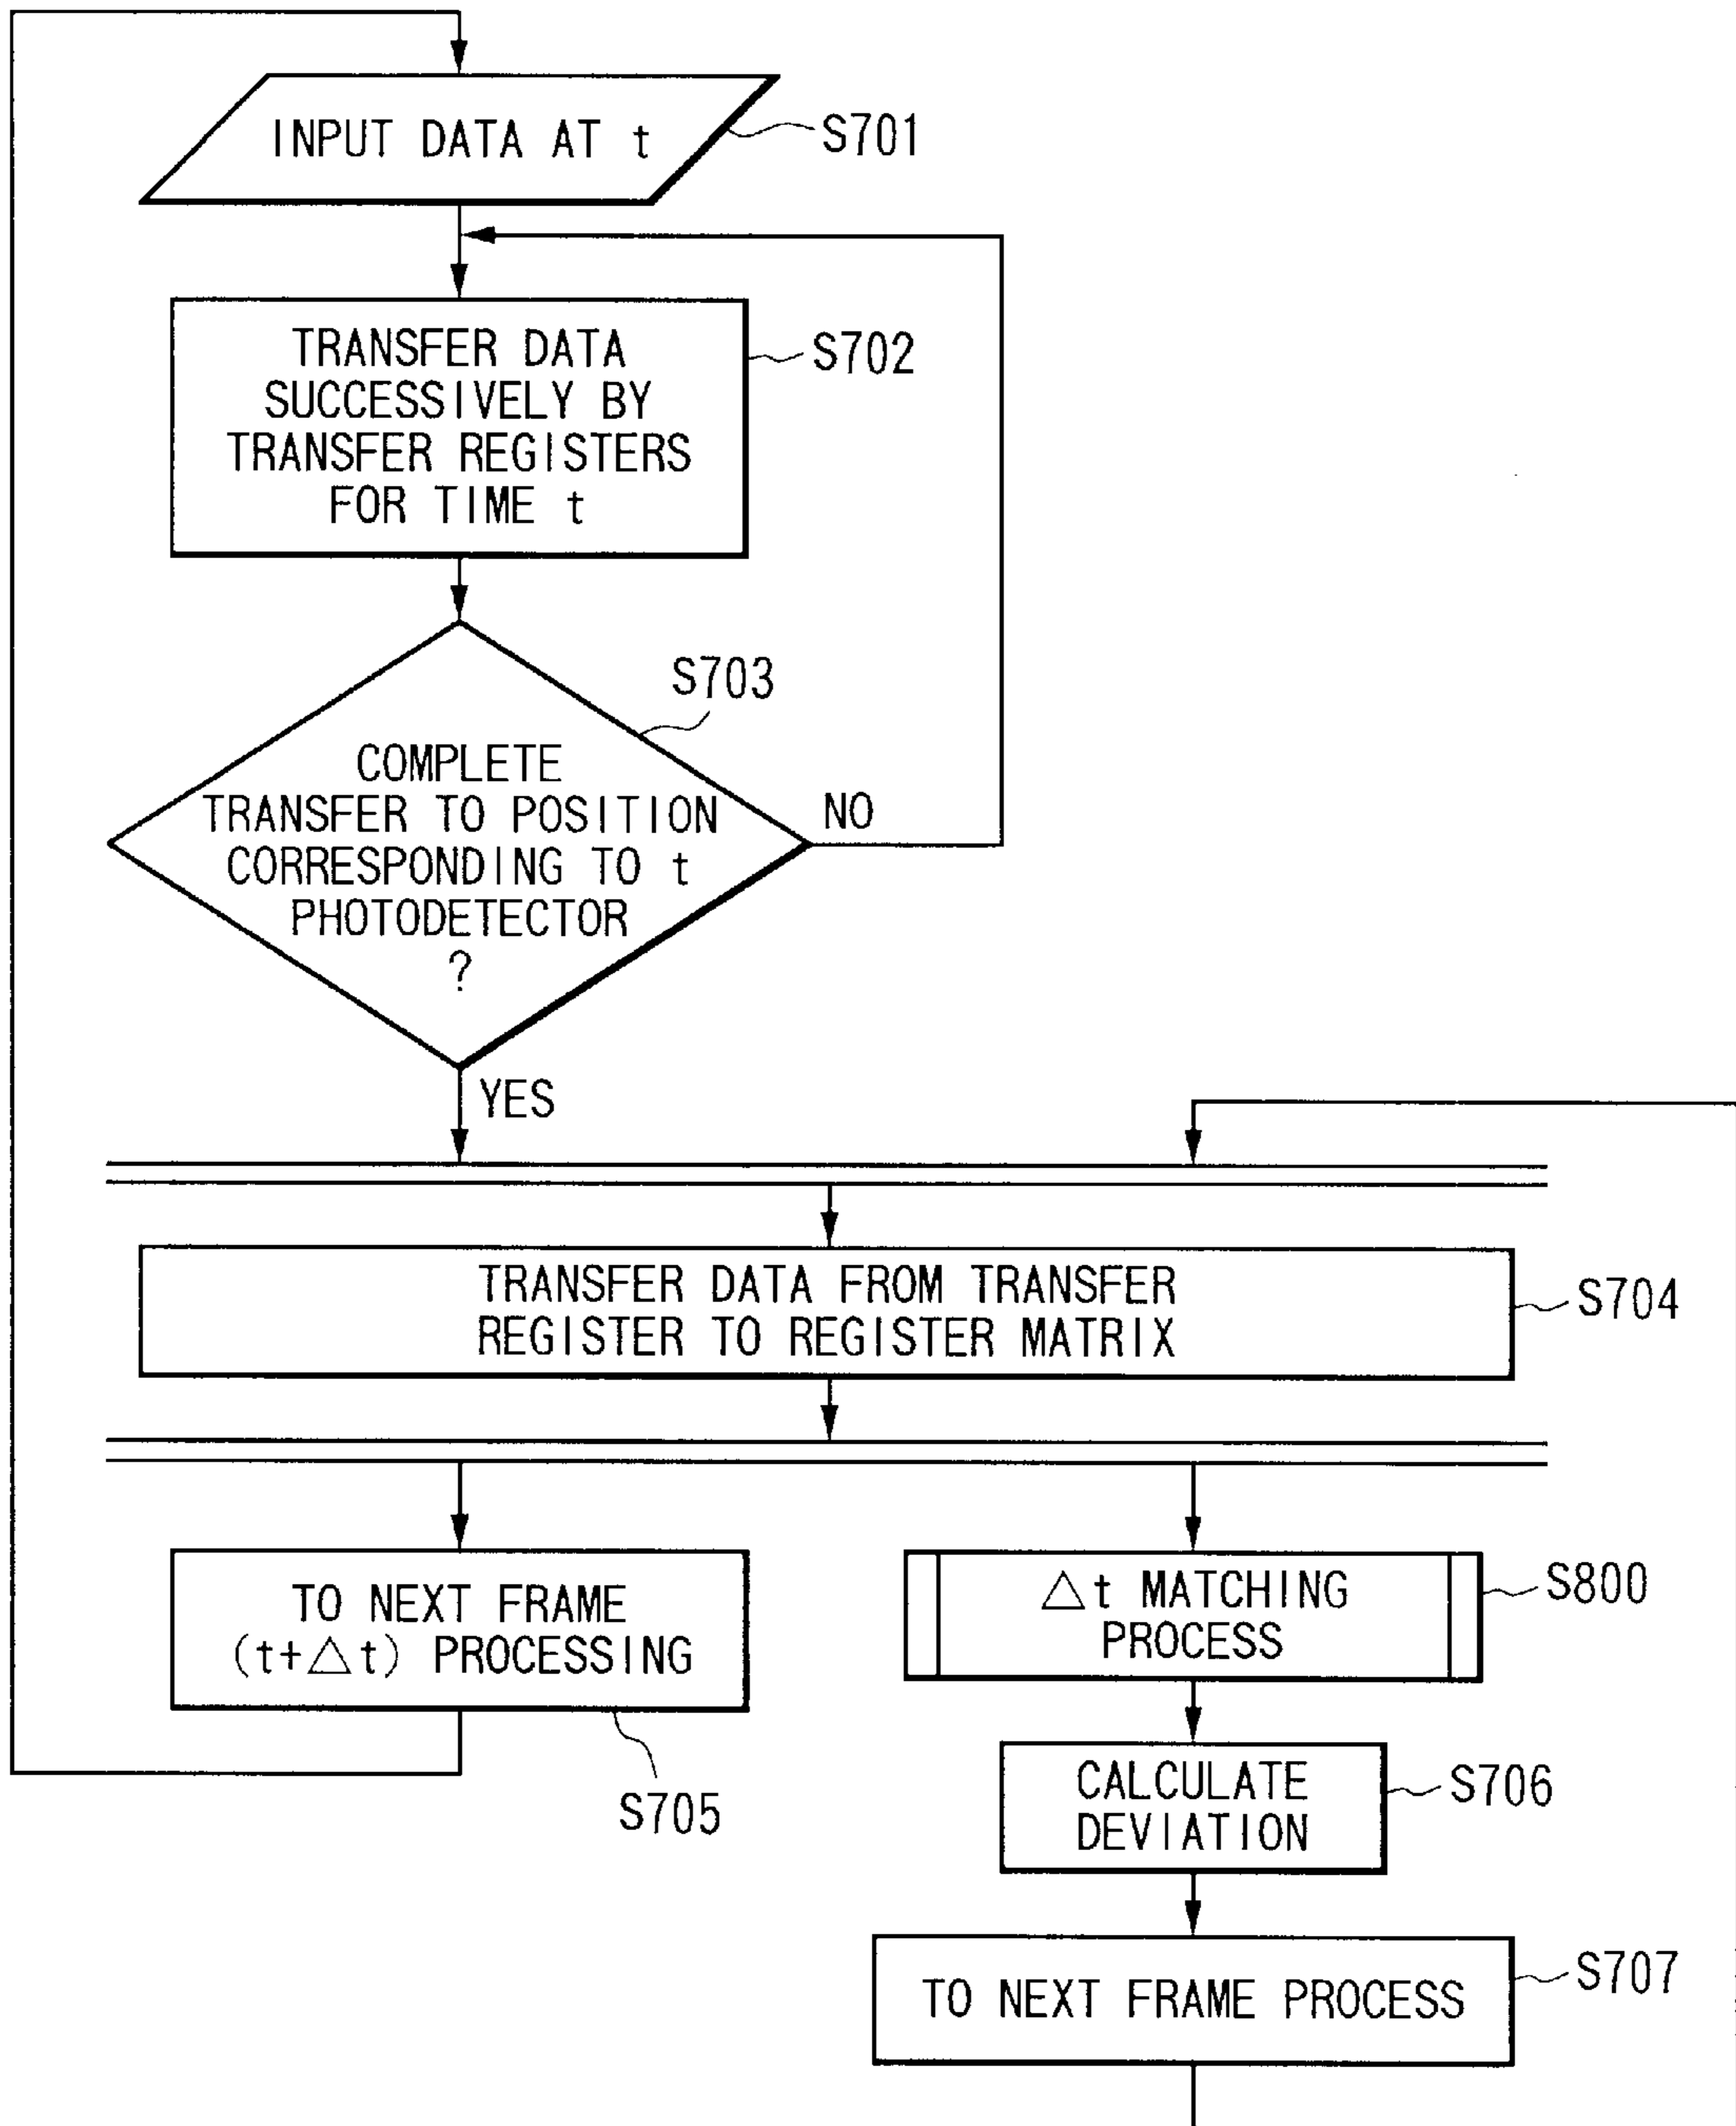 INPUT DATA AT t
S701
TRANSFER DATA
SUCCESSIVELY BY
TRANSFER REGISTERS
FOR TIME t
S702
S703
COMPLETE
TRANSFER TO POSITION
CORRESPONDING TO t
PHOTODETECTOR
?
NO
YES
TRANSFER DATA FROM TRANSFER
REGISTER TO REGISTER MATRIX
S704
TO NEXT FRAME
(t+△t) PROCESSING
S705
△t MATCHING
PROCESS
S800
CALCULATE
DEVIATION
S706
TO NEXT FRAME PROCESS
S707